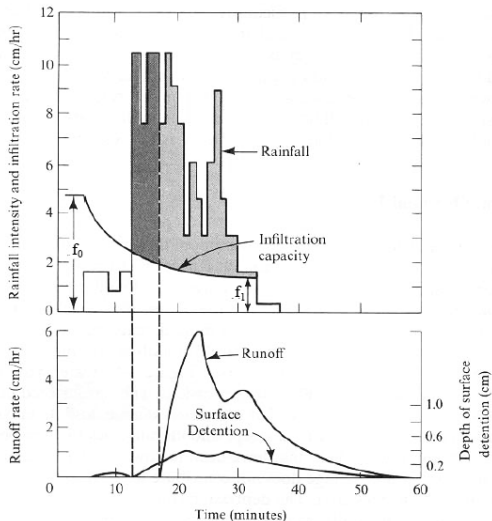 Rainfall intensity and infiltration rate (cm/hr)
12
10
8
6
4
2
0
f0
Rainfall
Infiltration
capacity
f1
Runoff rate (cm/hr)
6
4
2
0
Runoff
Surface
Detention
1.0
0.6
0.2
Depth of surface
detention (cm)
10 20 30 40 50 60
Time (minutes)